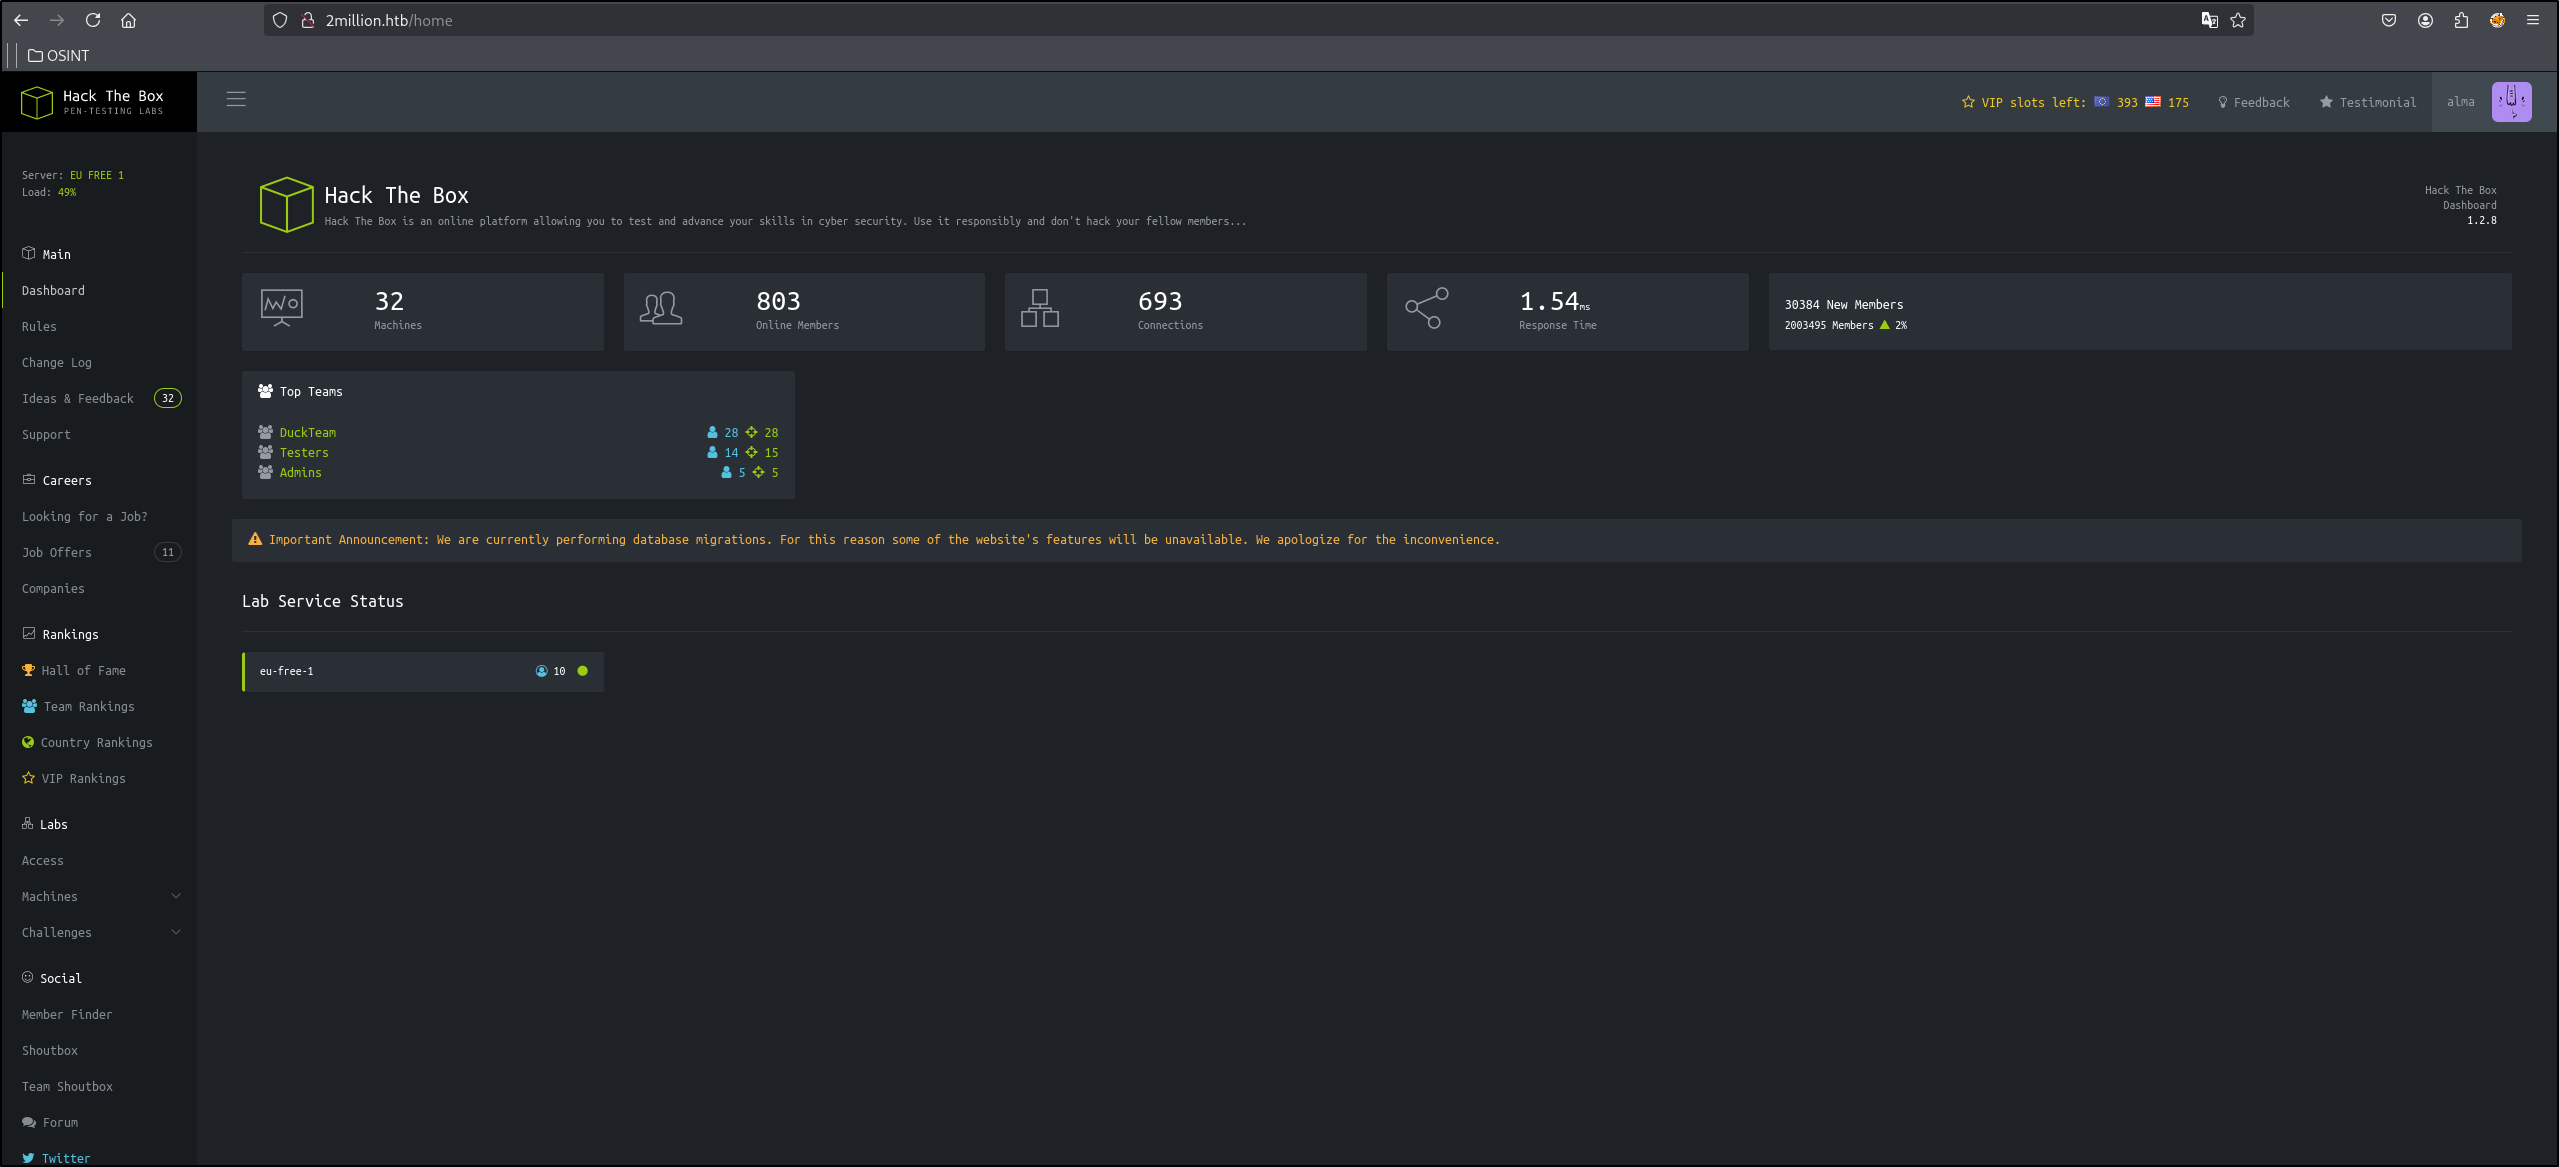 2million.htb/home
OSINT
Hack The Box
PEN-TESTING LABS
VIP slots left: 393 175
Feedback
Testimonial
alma
Server: EU FREE 1
Load: 49%
Main
Dashboard
Rules
Change Log
Ideas & Feedback 32
Support
Careers
Looking for a Job?
Job Offers 11
Companies
Rankings
Hall of Fame
Team Rankings
Country Rankings
VIP Rankings
Labs
Access
Machines
Challenges
Social
Member Finder
Shoutbox
Team Shoutbox
Forum
Twitter
Hack The Box
Hack The Box is an online platform allowing you to test and advance your skills in cyber security. Use it responsibly and don't hack your fellow members...
Hack The Box
Dashboard
1.2.8
32
Machines
803
Online Members
693
Connections
1.54ms
Response Time
30384 New Members
2003495 Members 2%
Top Teams
DuckTeam 28 28
Testers 14 15
Admins 5 5
Important Announcement: We are currently performing database migrations. For this reason some of the website's features will be unavailable. We apologize for the inconvenience.
Lab Service Status
eu-free-1 10